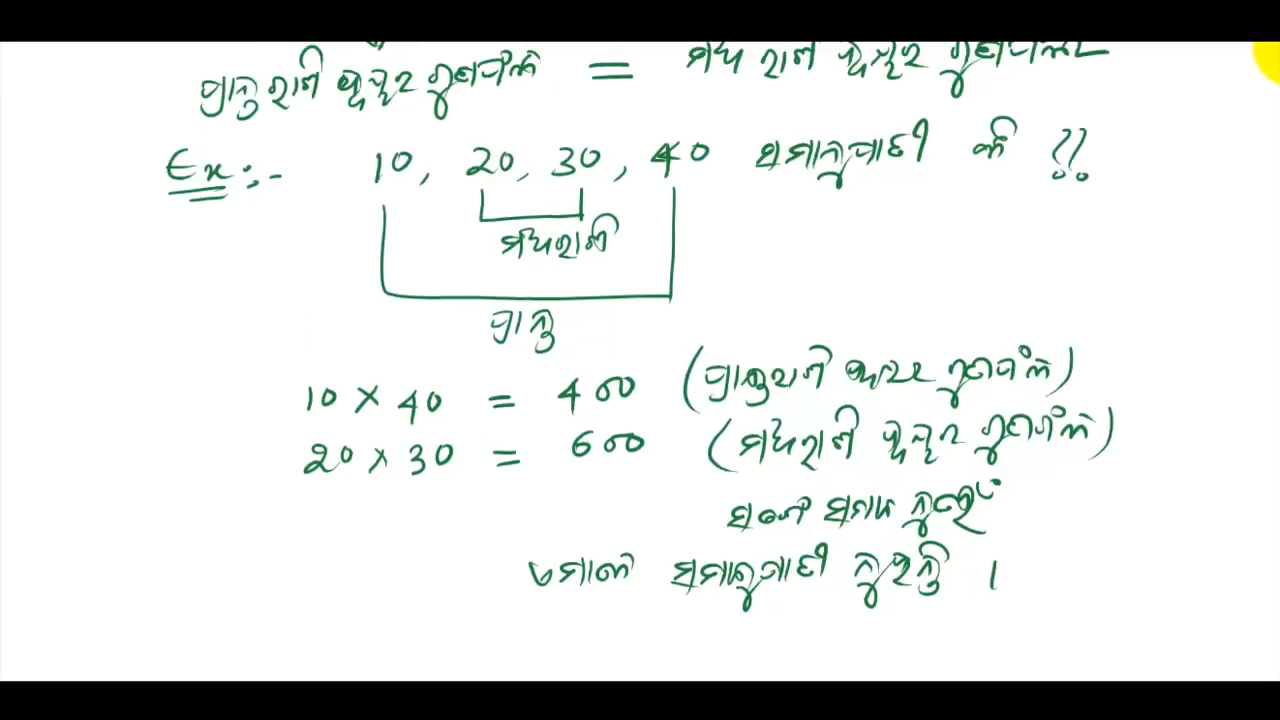 ପ୍ରାନ୍ତ ରାଶି ଦ୍ୱୟର ଗୁଣଫଳ = ମଧ୍ୟ ରାଶି ଦ୍ୱୟର ଗୁଣଫଳ
Ex:- 10, 20, 30, 40 ସମାନୁପାତୀ କି ??
ମଧ୍ୟରାଶି
ପ୍ରାନ୍ତ
10 × 40 = 400 (ପ୍ରାନ୍ତରାଶି ଦ୍ୱୟର ଗୁଣଫଳ)
20 × 30 = 600 (ମଧ୍ୟରାଶି ଦ୍ୱୟର ଗୁଣଫଳ)
ସମାନ ନୁହେଁ
ସମାନୁପାତୀ ନୁହନ୍ତି ।